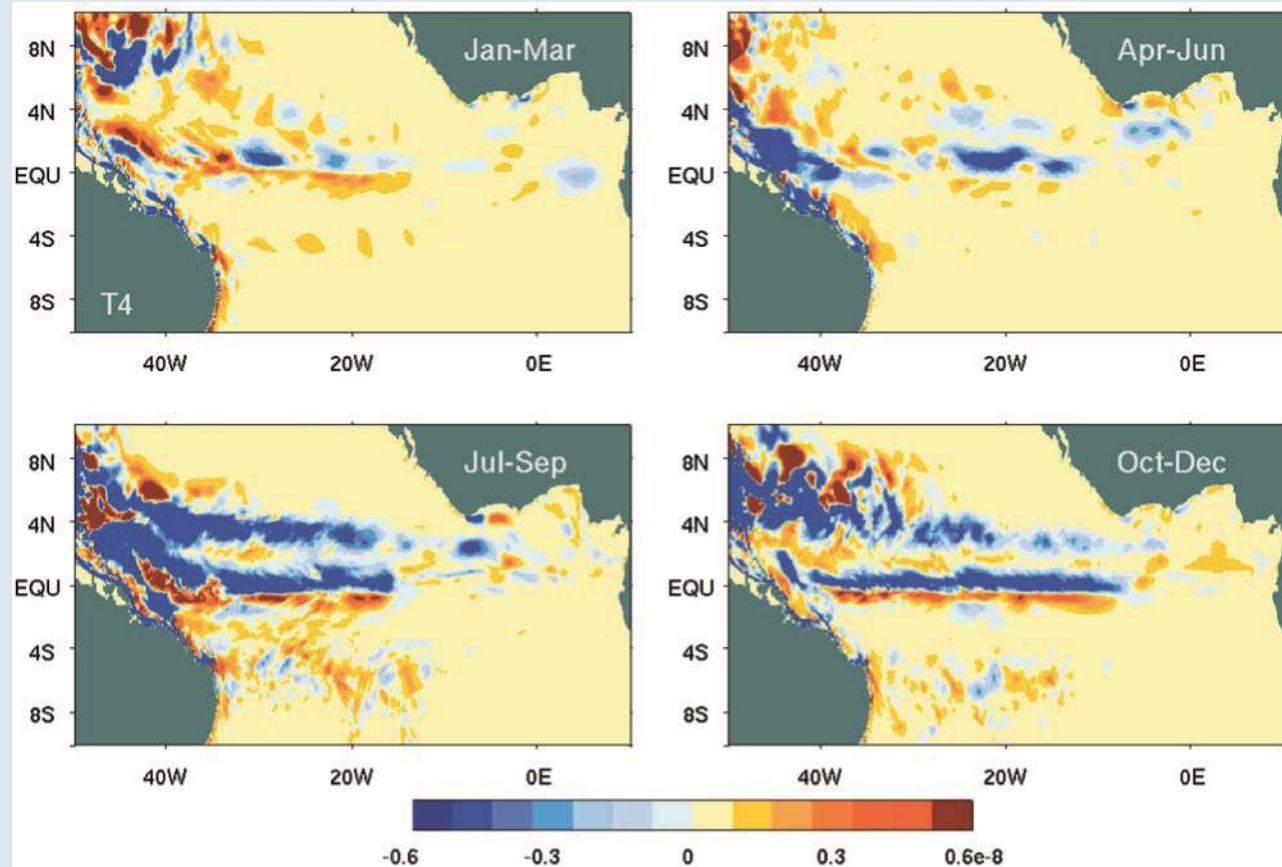 Jan-Mar
Apr-Jun
8N
4N
EQU
4S
8S
T4
40W
20W
0E
8N
4N
EQU
4S
8S
40W
20W
0E
Jul-Sep
Oct-Dec
8N
4N
EQU
4S
8S
40W
20W
0E
8N
4N
EQU
4S
8S
40W
20W
0E
-0.6 -0.3 0 0.3 0.6e-8